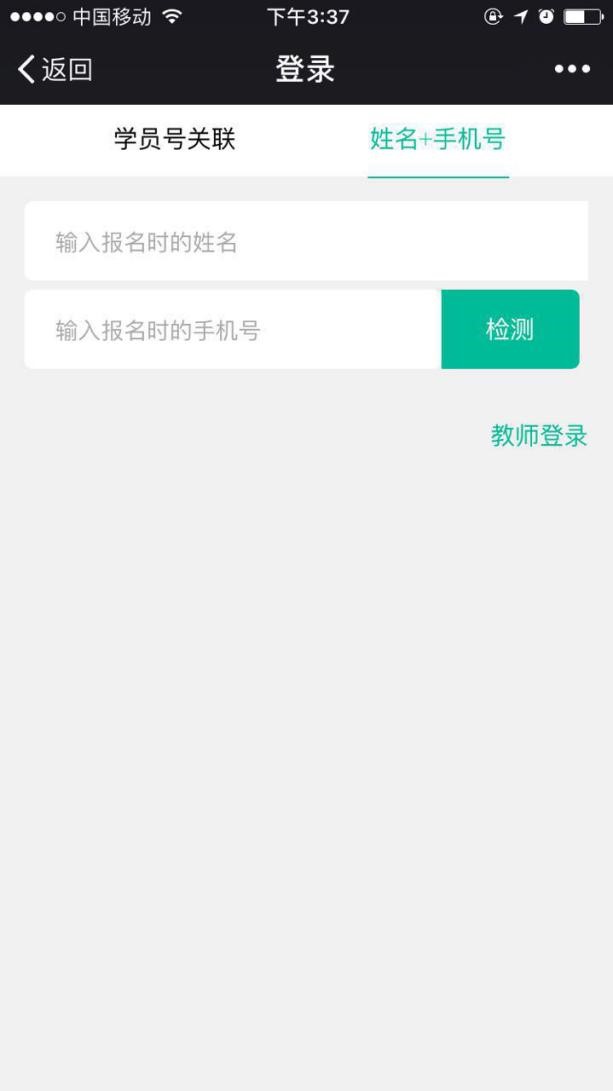 中国移动 下午3:37
返回 登录
学员号关联 姓名+手机号
输入报名时的姓名
输入报名时的手机号 检测
教师登录